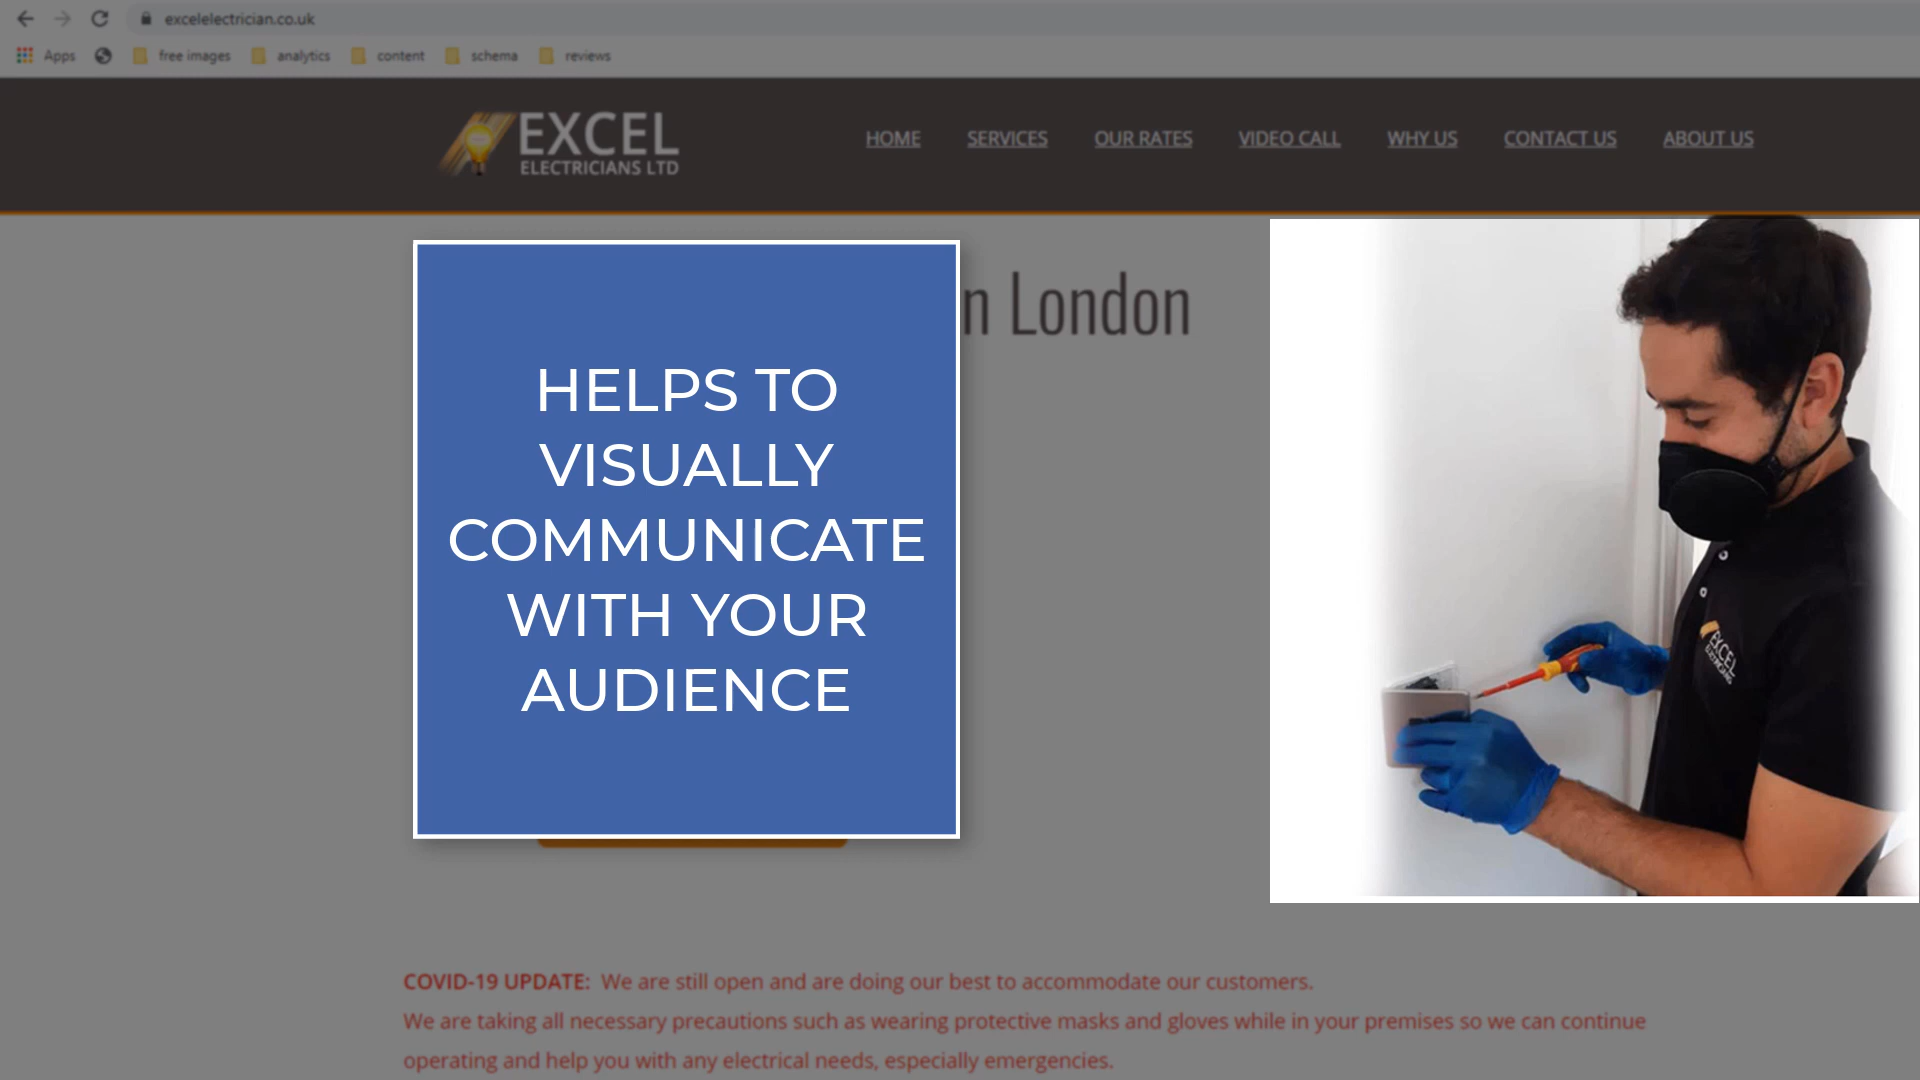 excelelectrician.co.uk
Apps free images analytics content schema reviews
EXCEL
ELECTRICIANS LTD
HOME SERVICES OUR RATES VIDEO CALL WHY US CONTACT US ABOUT US
n London
HELPS TO
VISUALLY
COMMUNICATE
WITH YOUR
AUDIENCE
EXCEL
ELECTRICIANS
COVID-19 UPDATE: We are still open and are doing our best to accommodate our customers.
We are taking all necessary precautions such as wearing protective masks and gloves while in your premises so we can continue
operating and help you with any electrical needs, especially emergencies.